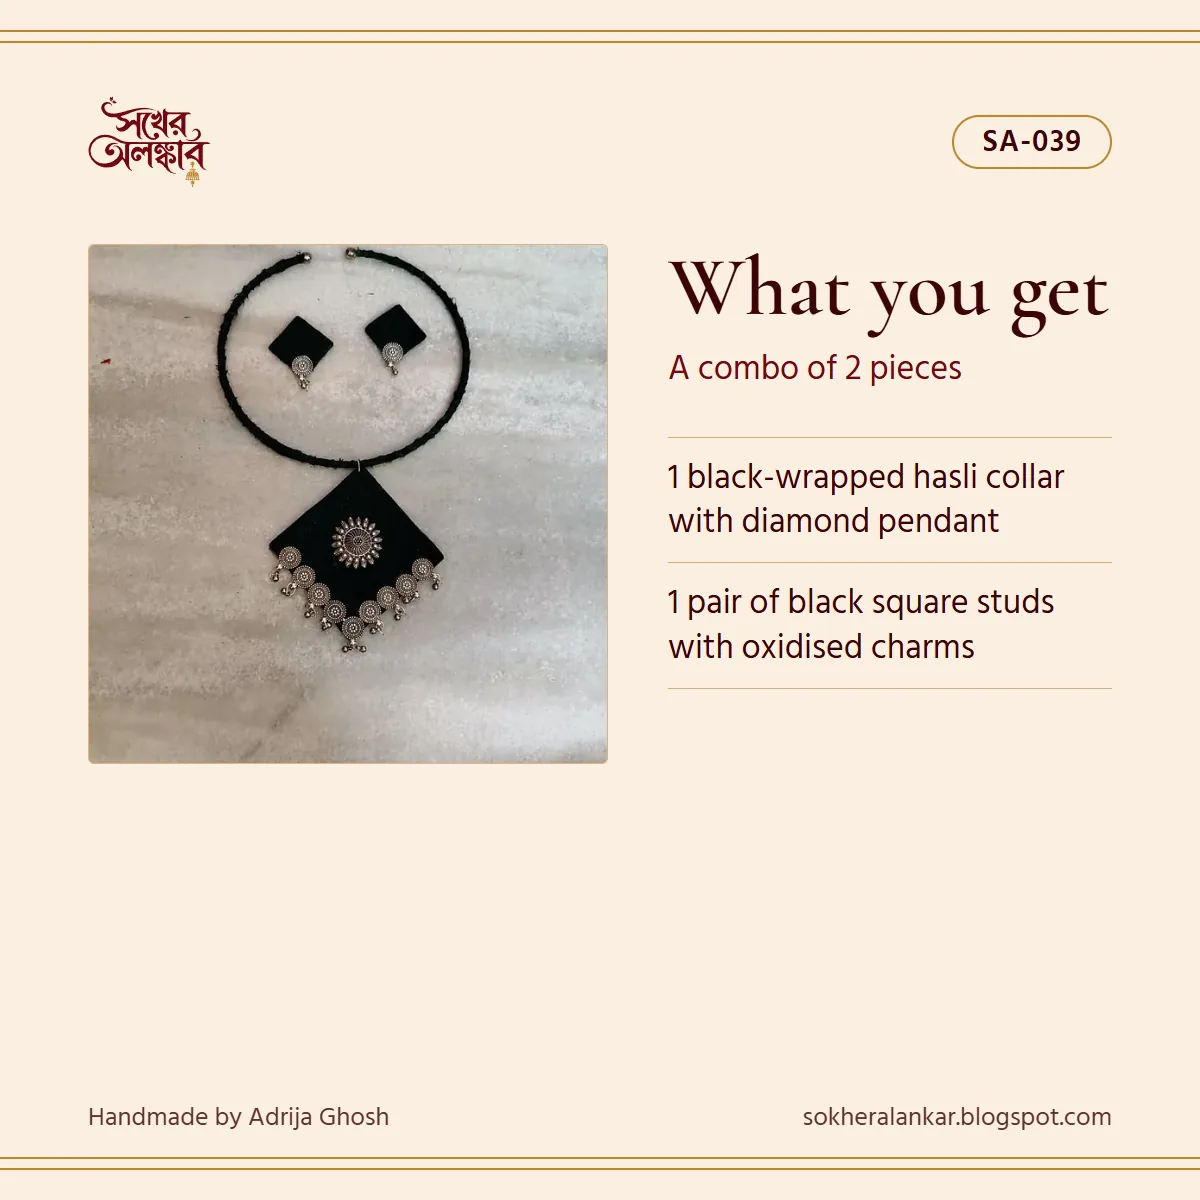 সখের
অলঙ্কার
SA-039
What you get
A combo of 2 pieces
1 black-wrapped hasli collar
with diamond pendant
1 pair of black square studs
with oxidised charms
Handmade by Adrija Ghosh
sokheralankar.blogspot.com